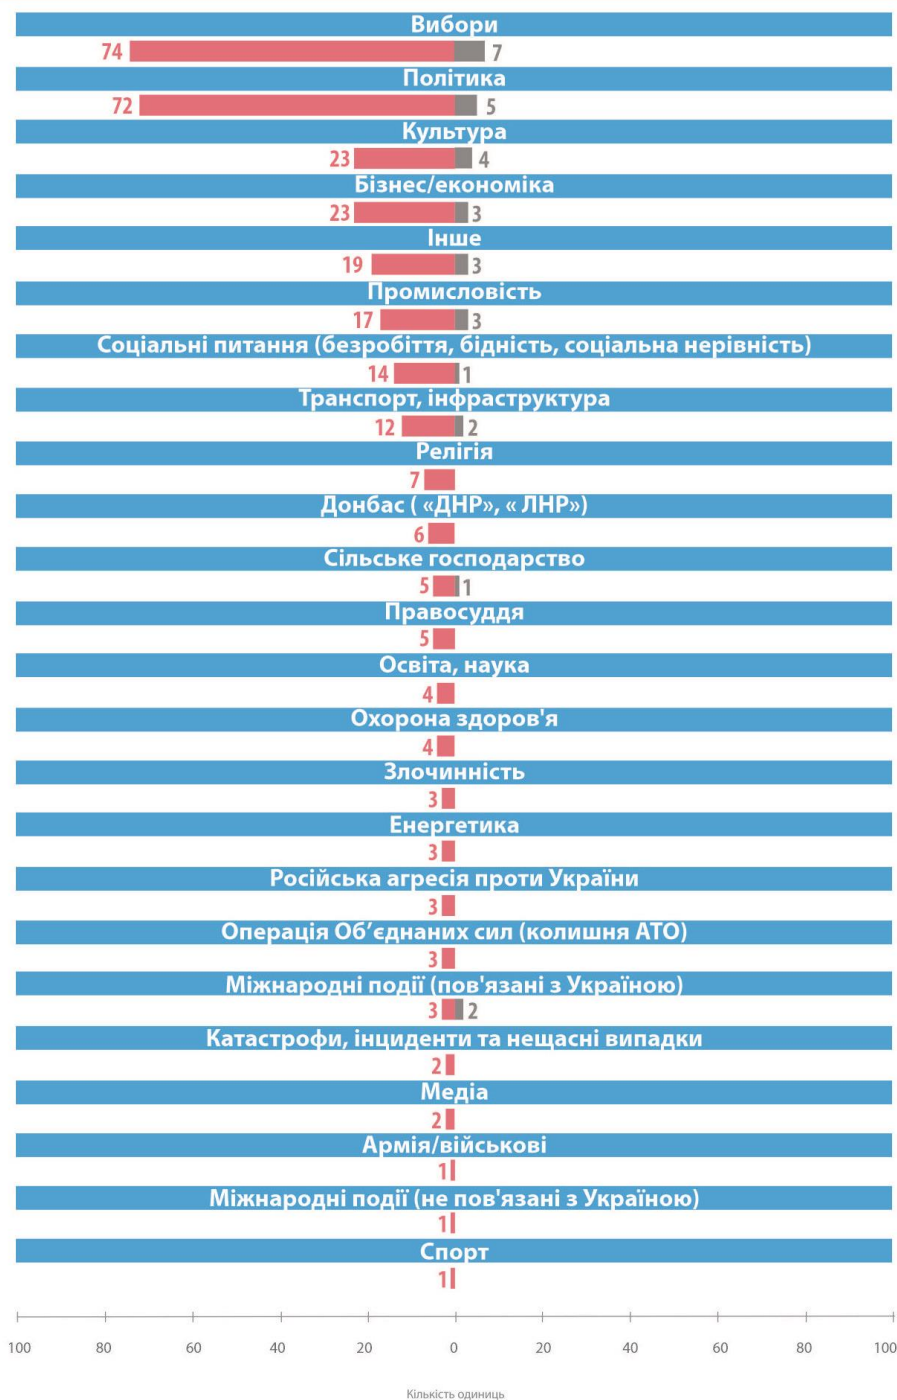 Вибори
74 7
Політика
72 5
Культура
23 4
Бізнес/економіка
23 3
Інше
19 3
Промисловість
17 3
Соціальні питання (безробіття, бідність, соціальна нерівність)
14 1
Транспорт, інфраструктура
12 2
Релігія
7
Донбас ( «ДНР», « ЛНР»)
6
Сільське господарство
5 1
Правосуддя
5
Освіта, наука
4
Охорона здоров'я
4
Злочинність
3
Енергетика
3
Російська агресія проти України
3
Операція Об’єднаних сил (колишня АТО)
3
Міжнародні події (пов'язані з Україною)
3 2
Катастрофи, інциденти та нещасні випадки
2
Медіа
2
Армія/військові
1
Міжнародні події (не пов'язані з Україною)
1
Спорт
1
100 80 60 40 20 0 20 40 60 80 100
Кількість одиниць